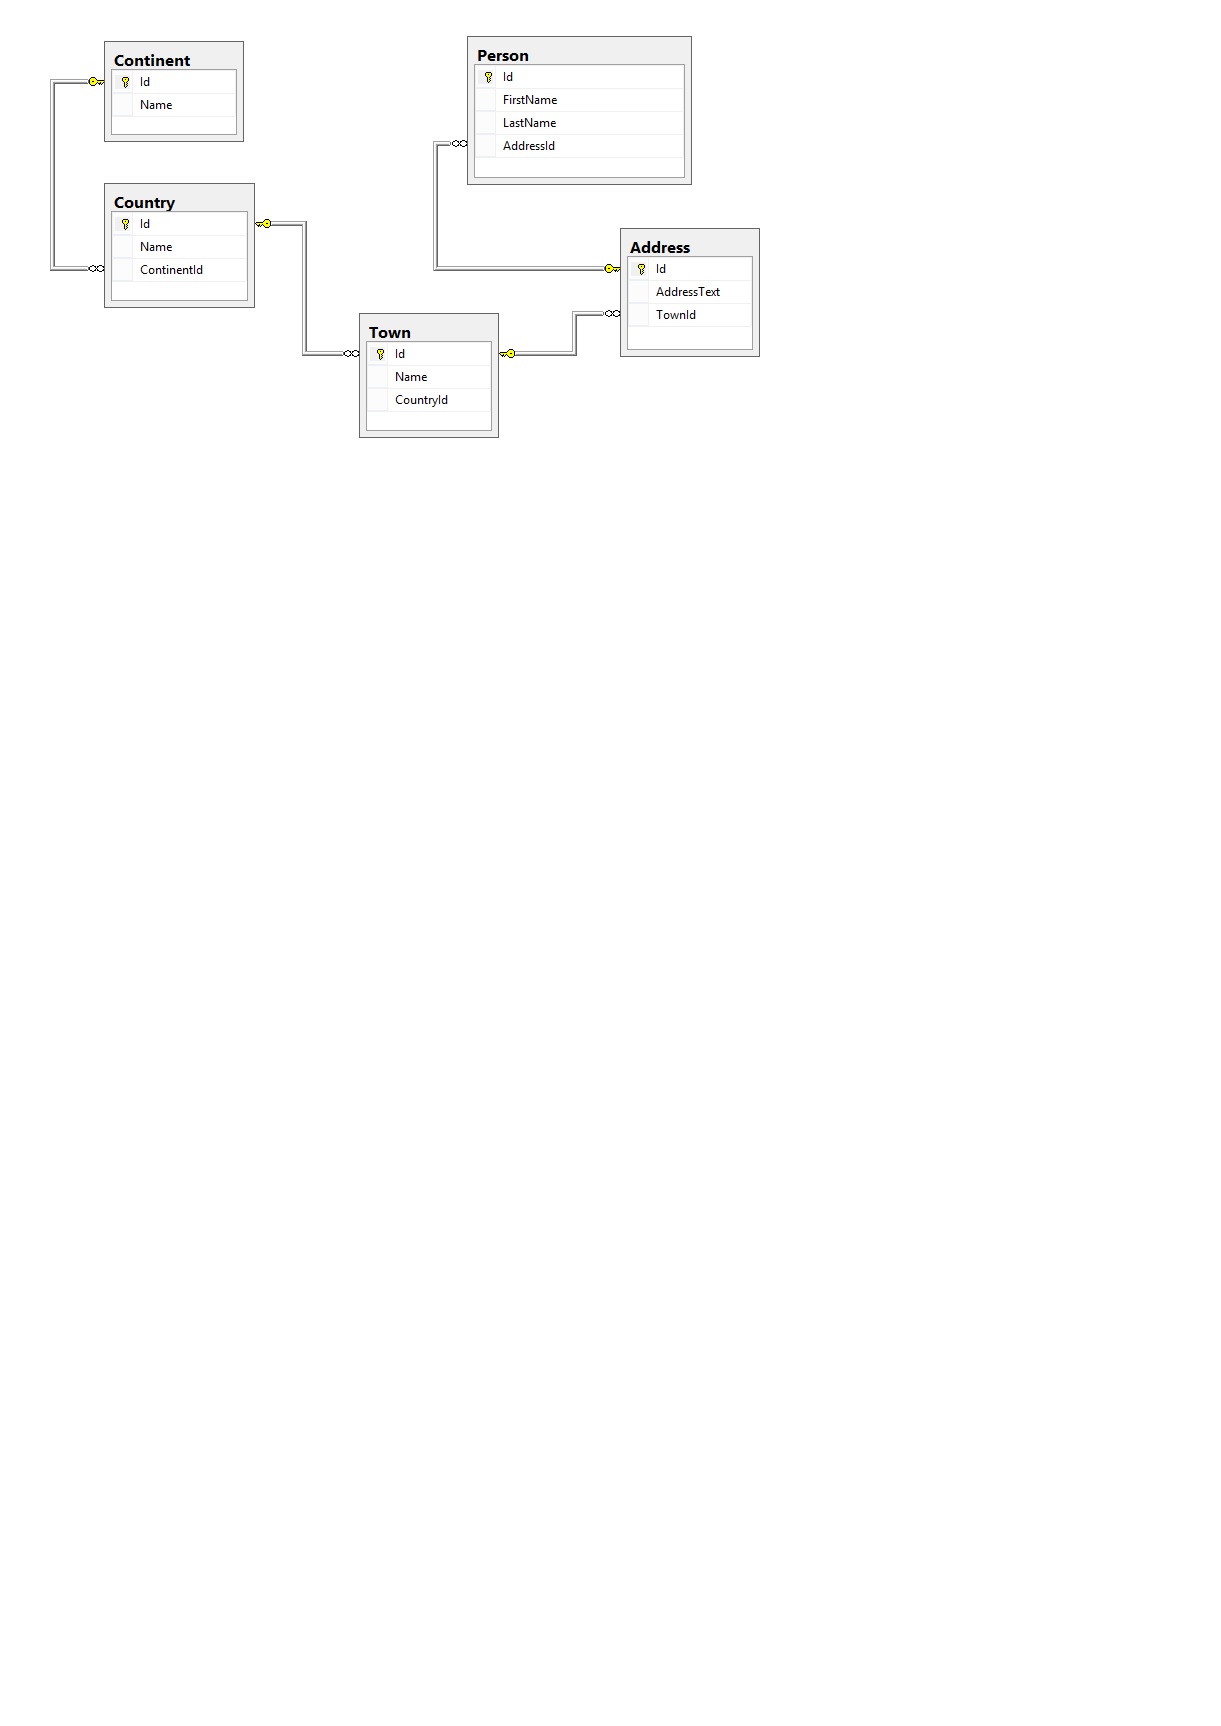 Continent
Id
Name
Country
Id
Name
ContinentId
Town
Id
Name
CountryId
Person
Id
FirstName
LastName
AddressId
Address
Id
AddressText
TownId